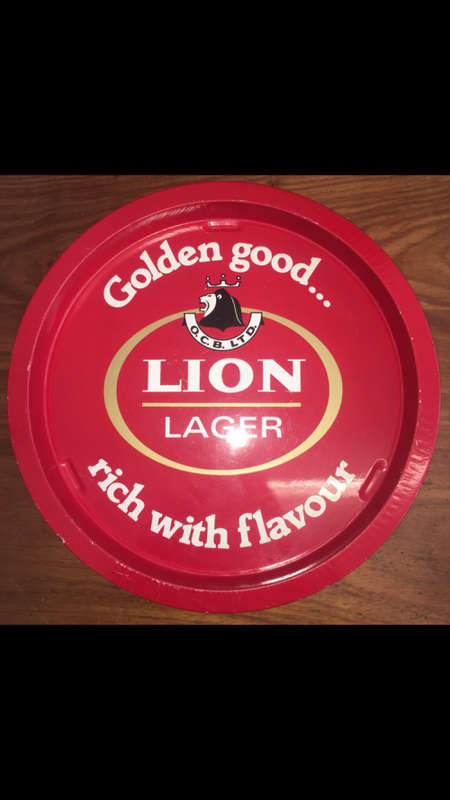 Golden good...
O.C.B. LTD.
LION
LAGER
rich with flavour